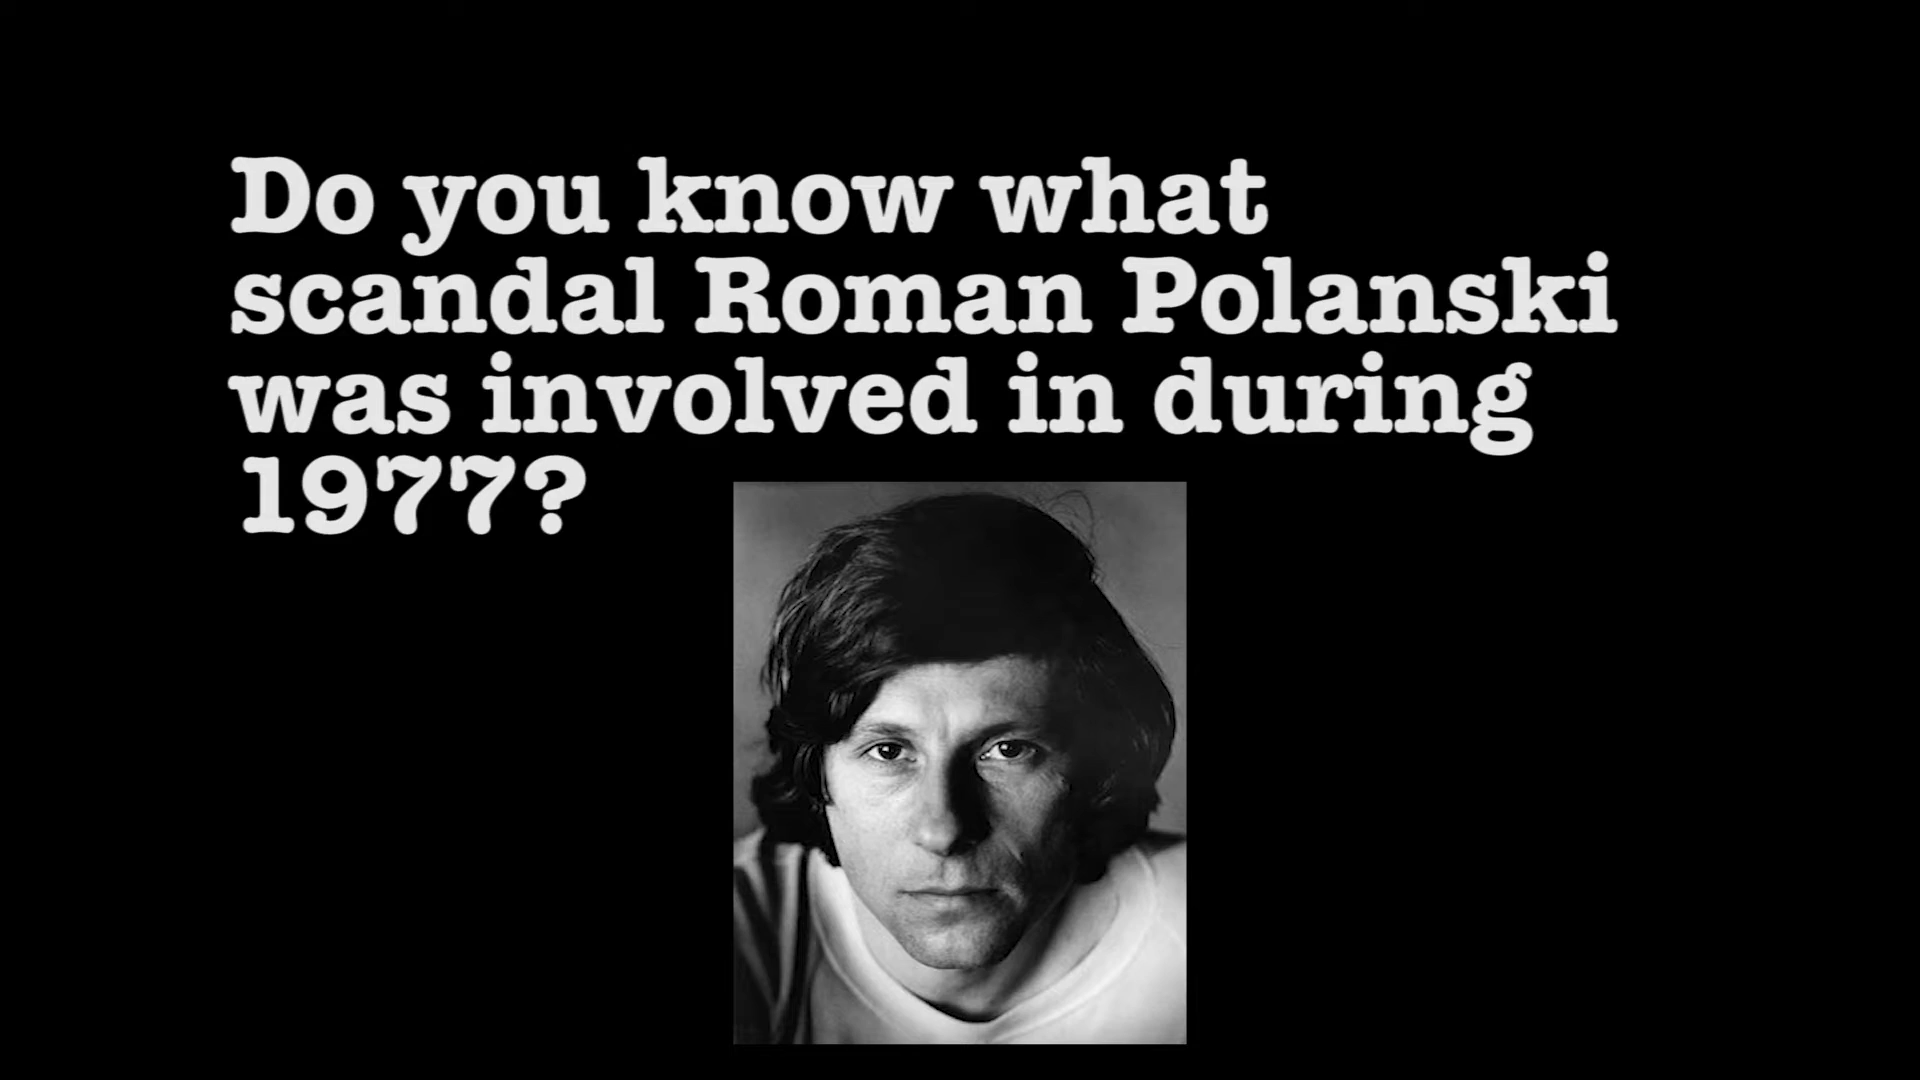 Do you know what
scandal Roman Polanski
was involved in during
1977?